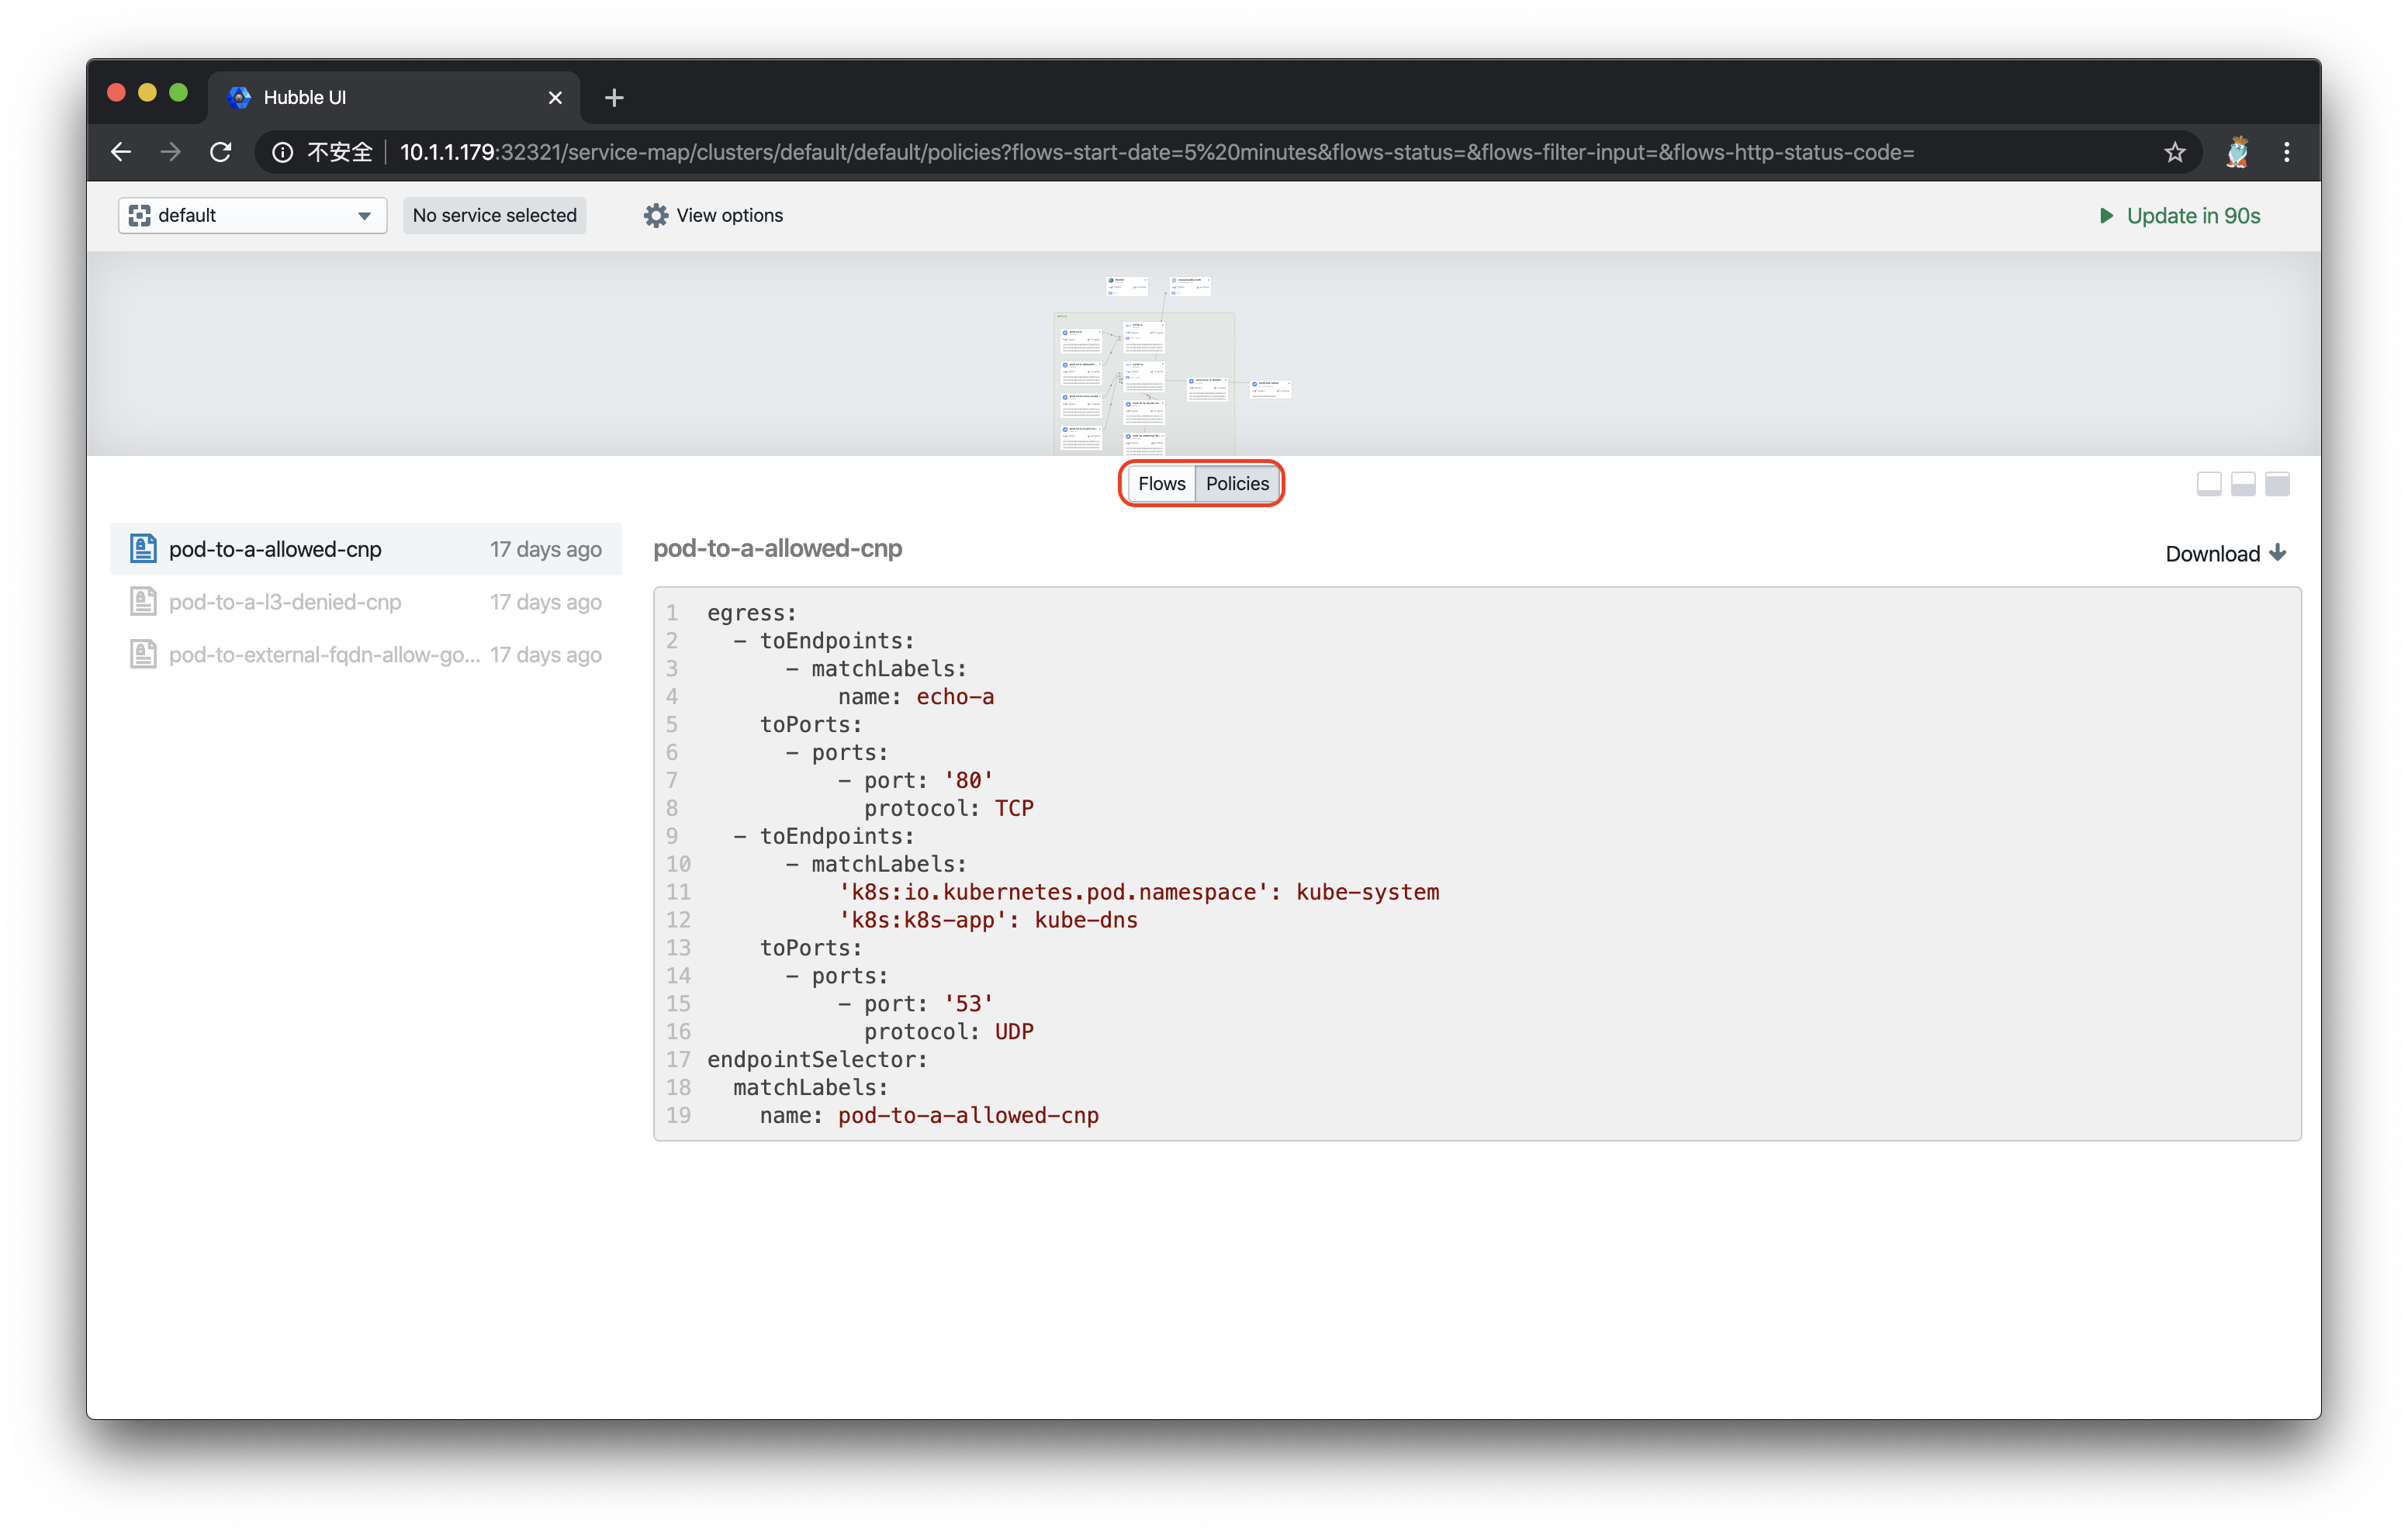 Hubble UI
不安全 10.1.1.179:32321/service-map/clusters/default/default/policies?flows-start-date=5%20minutes&flows-status=&flows-filter-input=&flows-http-status-code=
default No service selected View options Update in 90s
Flows Policies
pod-to-a-allowed-cnp 17 days ago
pod-to-a-l3-denied-cnp 17 days ago
pod-to-external-fqdn-allow-go... 17 days ago
pod-to-a-allowed-cnp Download
1 egress:
2   - toEndpoints:
3       - matchLabels:
4           name: echo-a
5     toPorts:
6       - ports:
7           - port: '80'
8             protocol: TCP
9   - toEndpoints:
10       - matchLabels:
11           'k8s:io.kubernetes.pod.namespace': kube-system
12           'k8s:k8s-app': kube-dns
13     toPorts:
14       - ports:
15           - port: '53'
16             protocol: UDP
17 endpointSelector:
18   matchLabels:
19     name: pod-to-a-allowed-cnp